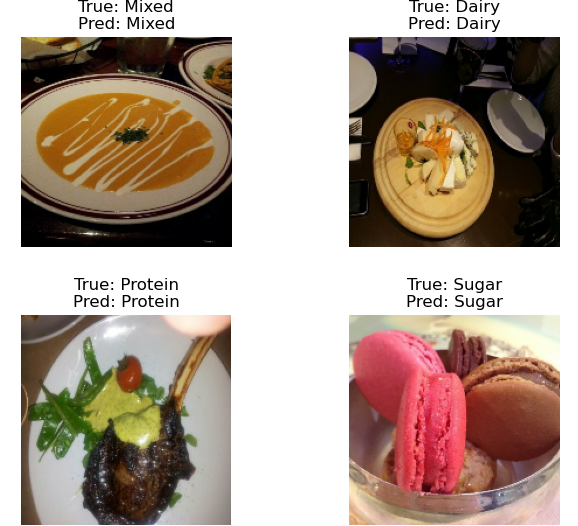 True: Mixed
Pred: Mixed
True: Dairy
Pred: Dairy
True: Protein
Pred: Protein
True: Sugar
Pred: Sugar